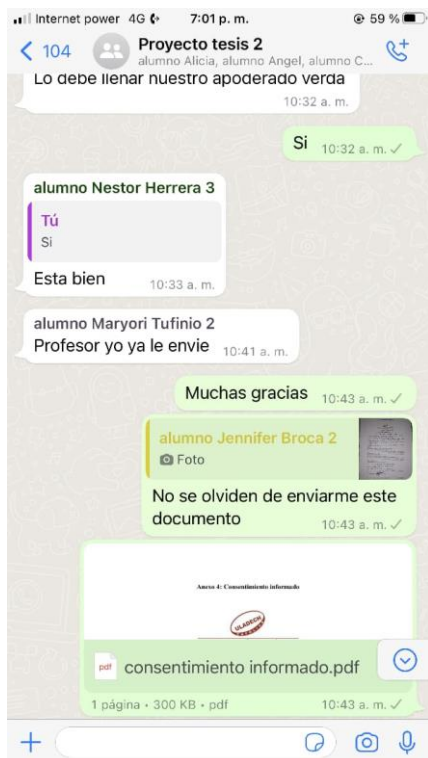 Internet power 4G 7:01 p. m. 59 %
104 Proyecto tesis 2
alumno Alicia, alumno Angel, alumno C...
Lo debe llenar nuestro apoderado verda
10:32 a. m.
Si 10:32 a. m.
alumno Nestor Herrera 3
Tú
Si
Esta bien 10:33 a. m.
alumno Maryori Tufinio 2
Profesor yo ya le envie 10:41 a. m.
Muchas gracias 10:43 a. m.
alumno Jennifer Broca 2
Foto
No se olviden de enviarme este
documento 10:43 a. m.
Anexo 4: Consentimiento informado
ULADECH
pdf consentimiento informado.pdf
1 página • 300 KB • pdf 10:43 a. m.